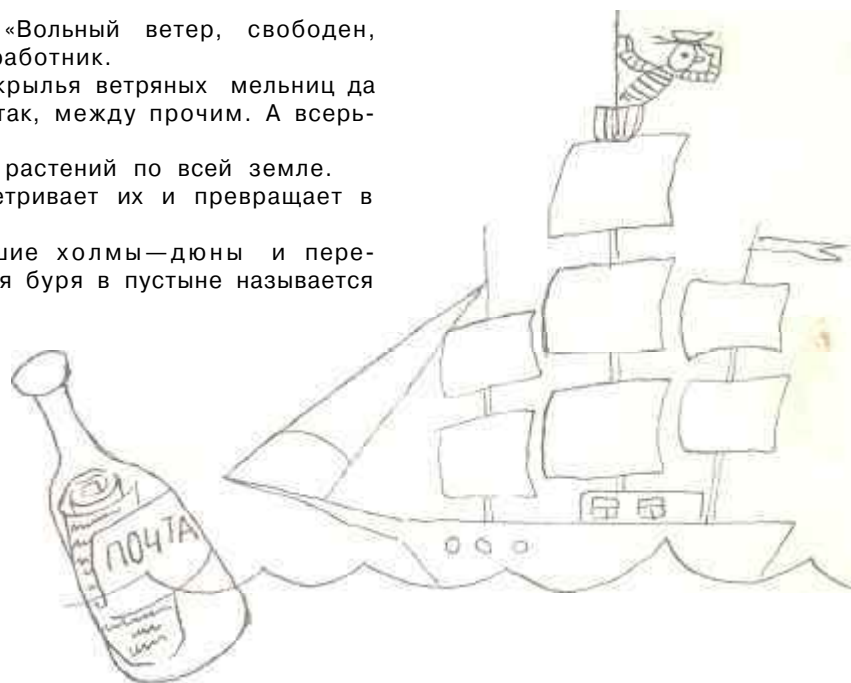 «Вольный ветер, свободен,
работник.
крылья ветряных мельниц да
так, между прочим. А всерь-
растений по всей земле.
етривает их и превращает в
шие холмы—дюны и пере-
я буря в пустыне называется
ПОЧТА